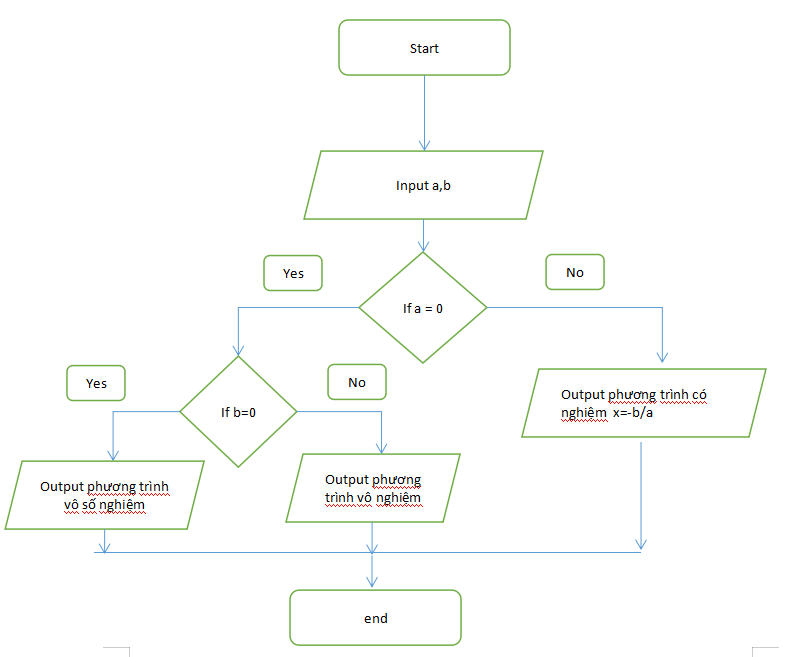 Start
Input a,b
Yes
No
If a = 0
Yes
No
If b=0
Output phương trình có
nghiệm x=-b/a
Output phương trình
vô số nghiệm
Output phương
trình vô nghiệm
end